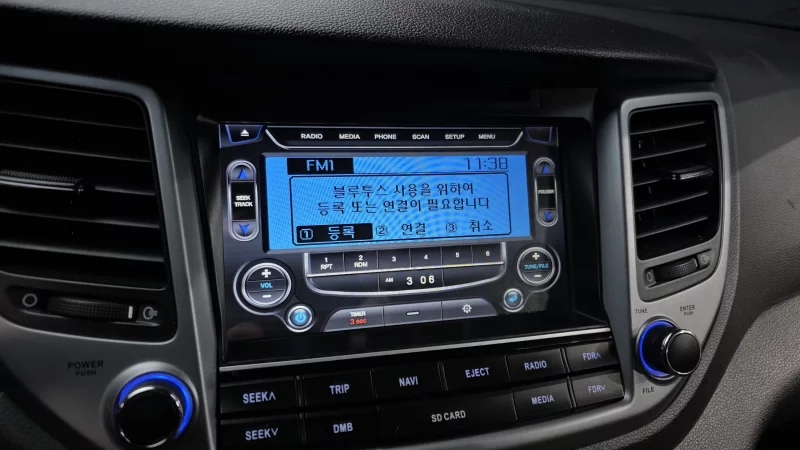 RADIO MEDIA PHONE SCAN SETUP MENU
FM1 11:38
블루투스 사용을 위하여
등록 또는 연결이 필요합니다
① 등록 ② 연결 ③ 취소
SEEK
TRACK
FOLDER
1 RPT 2 RDM 3 4 5 6
AM 3 06
+
VOL
−
+
TUNE/FILE
−
TIMER
3 sec
−
POWER
PUSH
TUNE
ENTER
PUSH
FILE
SEEK∧ TRIP NAVI EJECT RADIO FDR∧
SEEK∨ DMB SD CARD MEDIA FDR∨